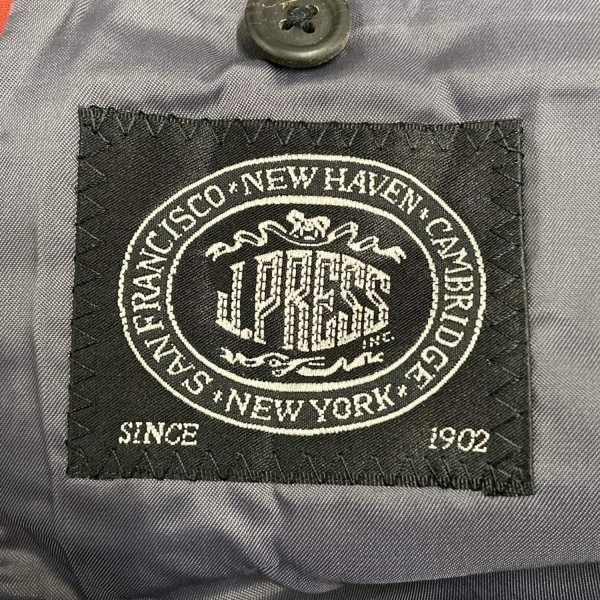 SAN FRANCISCO * NEW HAVEN * CAMBRIDGE * NEW YORK *
J.PRESS
INC.
SINCE 1902